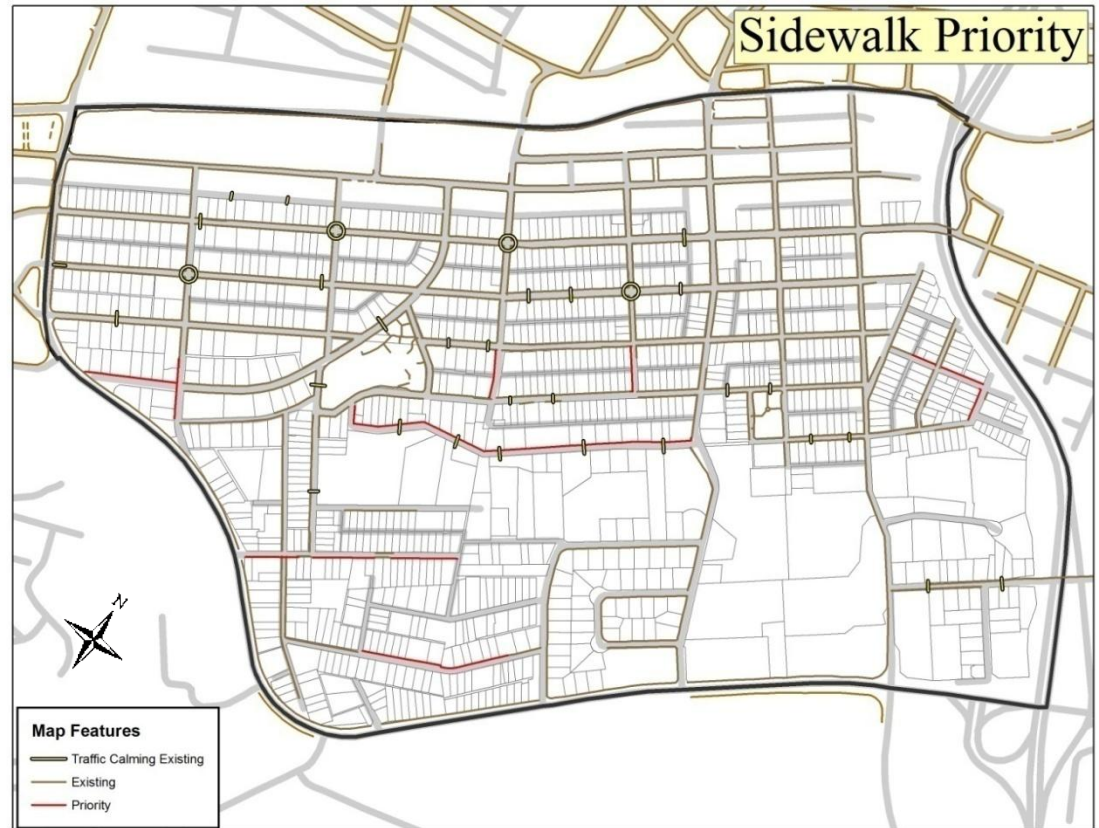 Sidewalk Priority
N
Map Features
Traffic Calming Existing
Existing
Priority